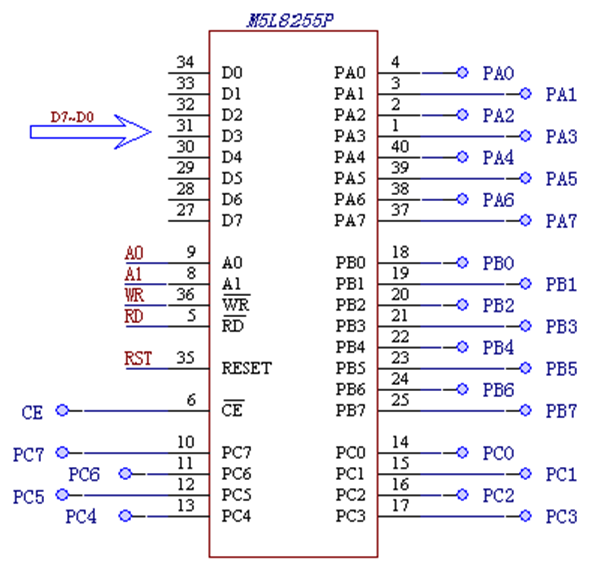 M5L8255P
34 D0 PA0 4 PA0
33 D1 PA1 3 PA1
32 D2 PA2 2 PA2
D7~D0 31 D3 PA3 1 PA3
30 D4 PA4 40 PA4
29 D5 PA5 39 PA5
28 D6 PA6 38 PA6
27 D7 PA7 37 PA7
A0 9 A0 PB0 18 PB0
A1 8 A1 PB1 19 PB1
WR 36 WR PB2 20 PB2
RD 5 RD PB3 21 PB3
PB4 22 PB4
RST 35 RESET PB5 23 PB5
PB6 24 PB6
CE 6 CE PB7 25 PB7
PC7 10 PC7 PC0 14 PC0
PC6 11 PC6 PC1 15 PC1
PC5 12 PC5 PC2 16 PC2
PC4 13 PC4 PC3 17 PC3